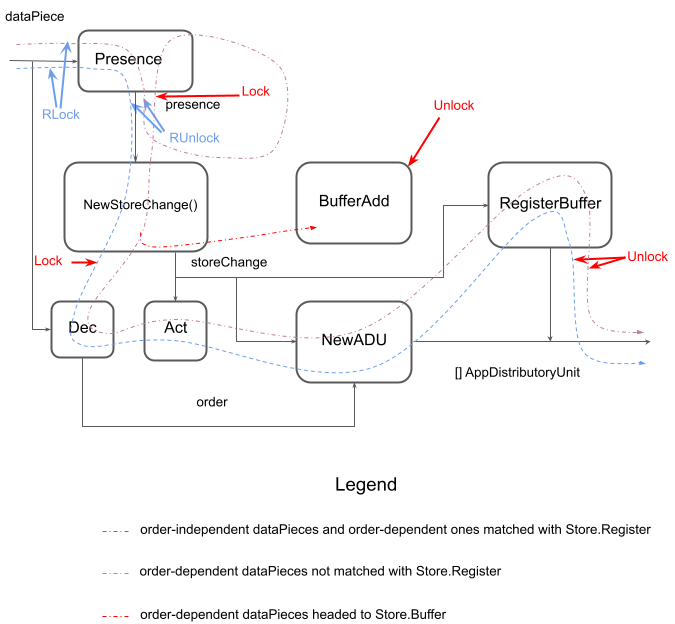 dataPiece
Presence
Lock
presence
Unlock
RLock
RUnlock
NewStoreChange()
BufferAdd
RegisterBuffer
Lock
storeChange
Unlock
Dec
Act
NewADU
[] AppDistributoryUnit
order
Legend
order-independent dataPieces and order-dependent ones matched with Store.Register
order-dependent dataPieces not matched with Store.Register
order-dependent dataPieces headed to Store.Buffer